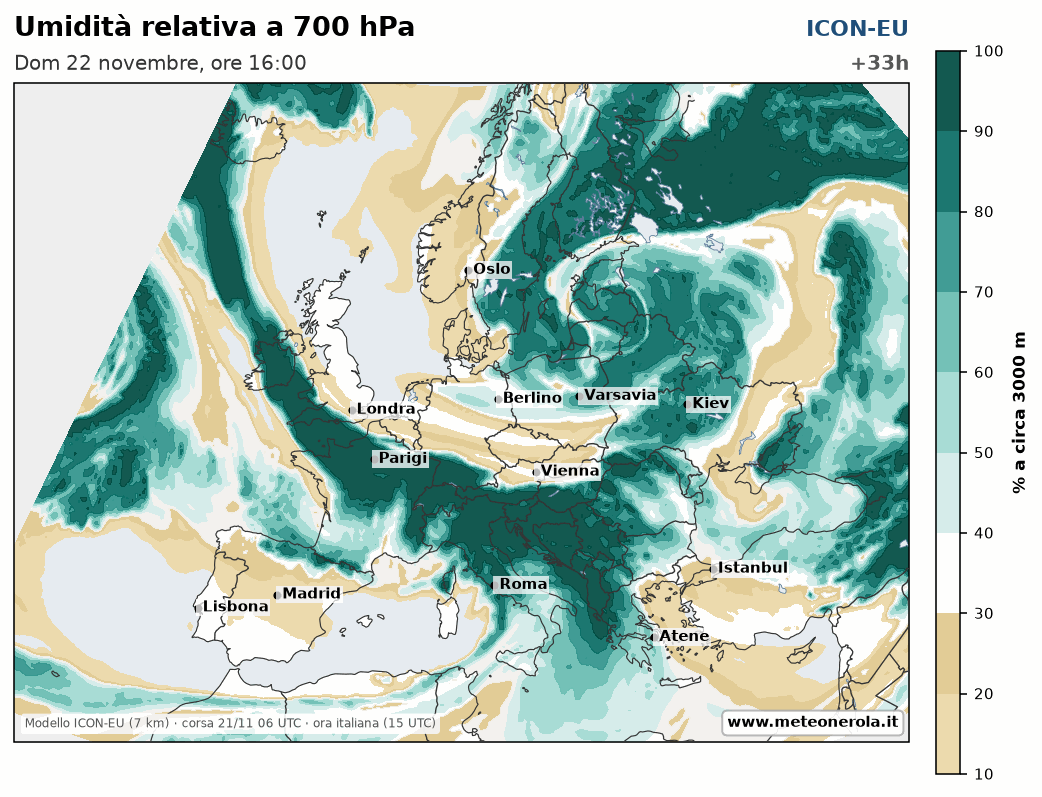 Umidità relativa a 700 hPa
ICON-EU
Dom 22 novembre, ore 16:00
+33h
100
90
80
70
60
50
40
30
20
10
% a circa 3000 m
Oslo
Berlino
Varsavia
Kiev
Londra
Parigi
Vienna
Istanbul
Roma
Madrid
Lisbona
Atene
Modello ICON-EU (7 km) · corsa 21/11 06 UTC · ora italiana (15 UTC)
www.meteonerola.it